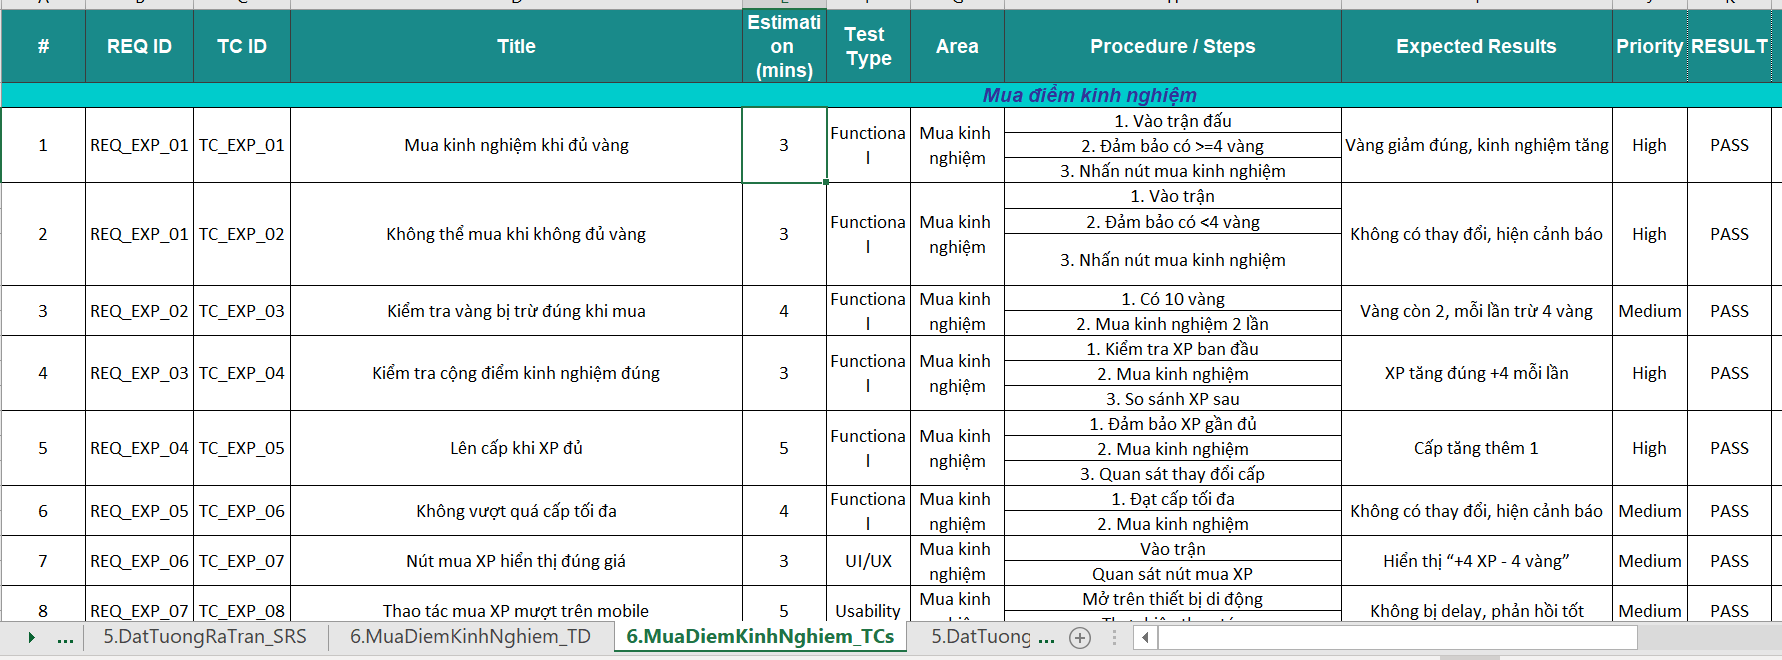 #
REQ ID
TC ID
Title
Estimati
on
(mins)
Test
Type
Area
Procedure / Steps
Expected Results
Priority
RESULT
Mua điểm kinh nghiệm
1
REQ_EXP_01
TC_EXP_01
Mua kinh nghiệm khi đủ vàng
3
Functiona
l
Mua kinh
nghiệm
1. Vào trận đấu
2. Đảm bảo có >=4 vàng
3. Nhấn nút mua kinh nghiệm
Vàng giảm đúng, kinh nghiệm tăng
High
PASS
2
REQ_EXP_01
TC_EXP_02
Không thể mua khi không đủ vàng
3
Functiona
l
Mua kinh
nghiệm
1. Vào trận
2. Đảm bảo có <4 vàng
3. Nhấn nút mua kinh nghiệm
Không có thay đổi, hiện cảnh báo
High
PASS
3
REQ_EXP_02
TC_EXP_03
Kiểm tra vàng bị trừ đúng khi mua
4
Functiona
l
Mua kinh
nghiệm
1. Có 10 vàng
2. Mua kinh nghiệm 2 lần
Vàng còn 2, mỗi lần trừ 4 vàng
Medium
PASS
4
REQ_EXP_03
TC_EXP_04
Kiểm tra cộng điểm kinh nghiệm đúng
3
Functiona
l
Mua kinh
nghiệm
1. Kiểm tra XP ban đầu
2. Mua kinh nghiệm
3. So sánh XP sau
XP tăng đúng +4 mỗi lần
High
PASS
5
REQ_EXP_04
TC_EXP_05
Lên cấp khi XP đủ
5
Functiona
l
Mua kinh
nghiệm
1. Đảm bảo XP gần đủ
2. Mua kinh nghiệm
3. Quan sát thay đổi cấp
Cấp tăng thêm 1
High
PASS
6
REQ_EXP_05
TC_EXP_06
Không vượt quá cấp tối đa
4
Functiona
l
Mua kinh
nghiệm
1. Đạt cấp tối đa
2. Mua kinh nghiệm
Không có thay đổi, hiện cảnh báo
Medium
PASS
7
REQ_EXP_06
TC_EXP_07
Nút mua XP hiển thị đúng giá
3
UI/UX
Mua kinh
nghiệm
Vào trận
Quan sát nút mua XP
Hiển thị “+4 XP - 4 vàng”
Medium
PASS
8
REQ_EXP_07
TC_EXP_08
Thao tác mua XP mượt trên mobile
5
Usability
Mua kinh
Mở trên thiết bị di động
Không bị delay, phản hồi tốt
Medium
PASS
... 5.DatTuongRaTran_SRS
6.MuaDiemKinhNghiem_TD
6.MuaDiemKinhNghiem_TCs
5.DatTuong ...